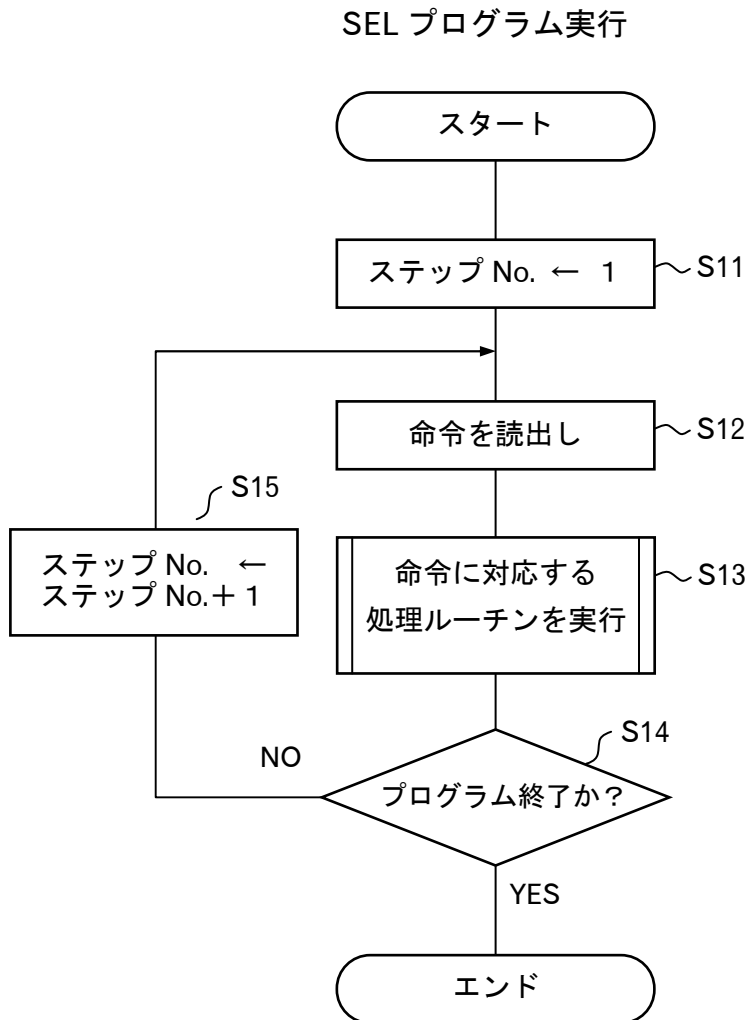 SEL プログラム実行
スタート
ステップ No. ← 1
S11
命令を読出し
S12
S15
ステップ No. ←
ステップ No.＋1
命令に対応する
処理ルーチンを実行
S13
S14
NO
プログラム終了か？
YES
エンド